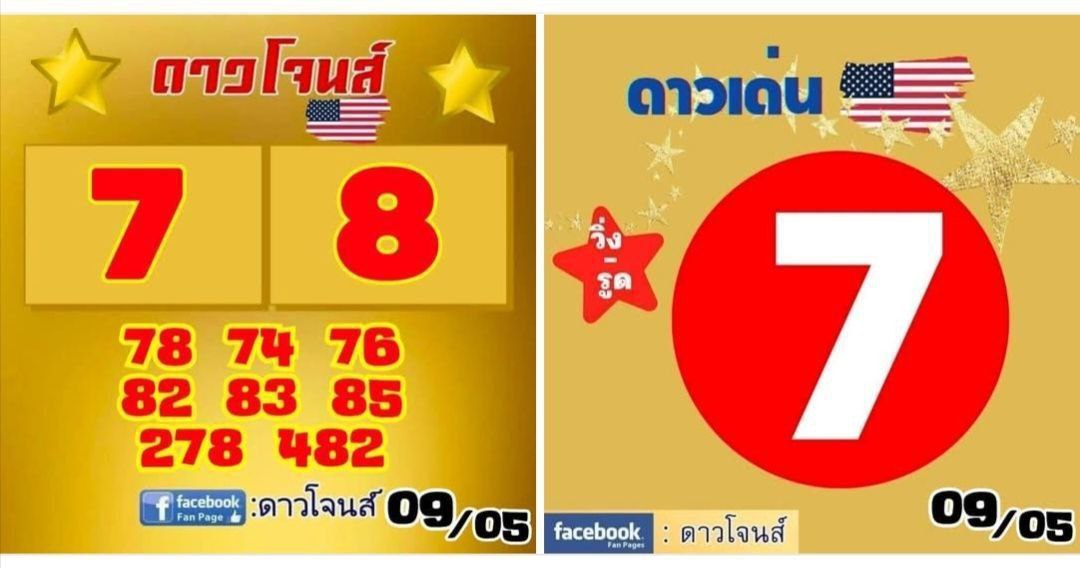 ดาวโจนส์
7 8
78 74 76
82 83 85
278 482
facebook
Fan Page
:ดาวโจนส์ 09/05
ดาวเด่น
วิ่ง
-
รูด
7
09/05
facebook.
Fan Pages
: ดาวโจนส์